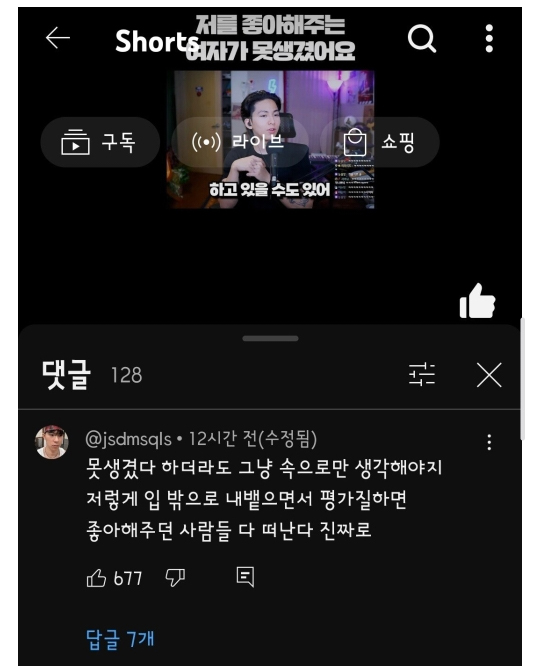 저를 좋아해주는
Shorts
여자가 못생겼어요
구독
라이브
쇼핑
하고 있을 수도 있어
댓글 128
@jsdmsqls • 12시간 전(수정됨)
못생겼다 하더라도 그냥 속으로만 생각해야지
저렇게 입 밖으로 내뱉으면서 평가질하면
좋아해주던 사람들 다 떠난다 진짜로
677
답글 7개